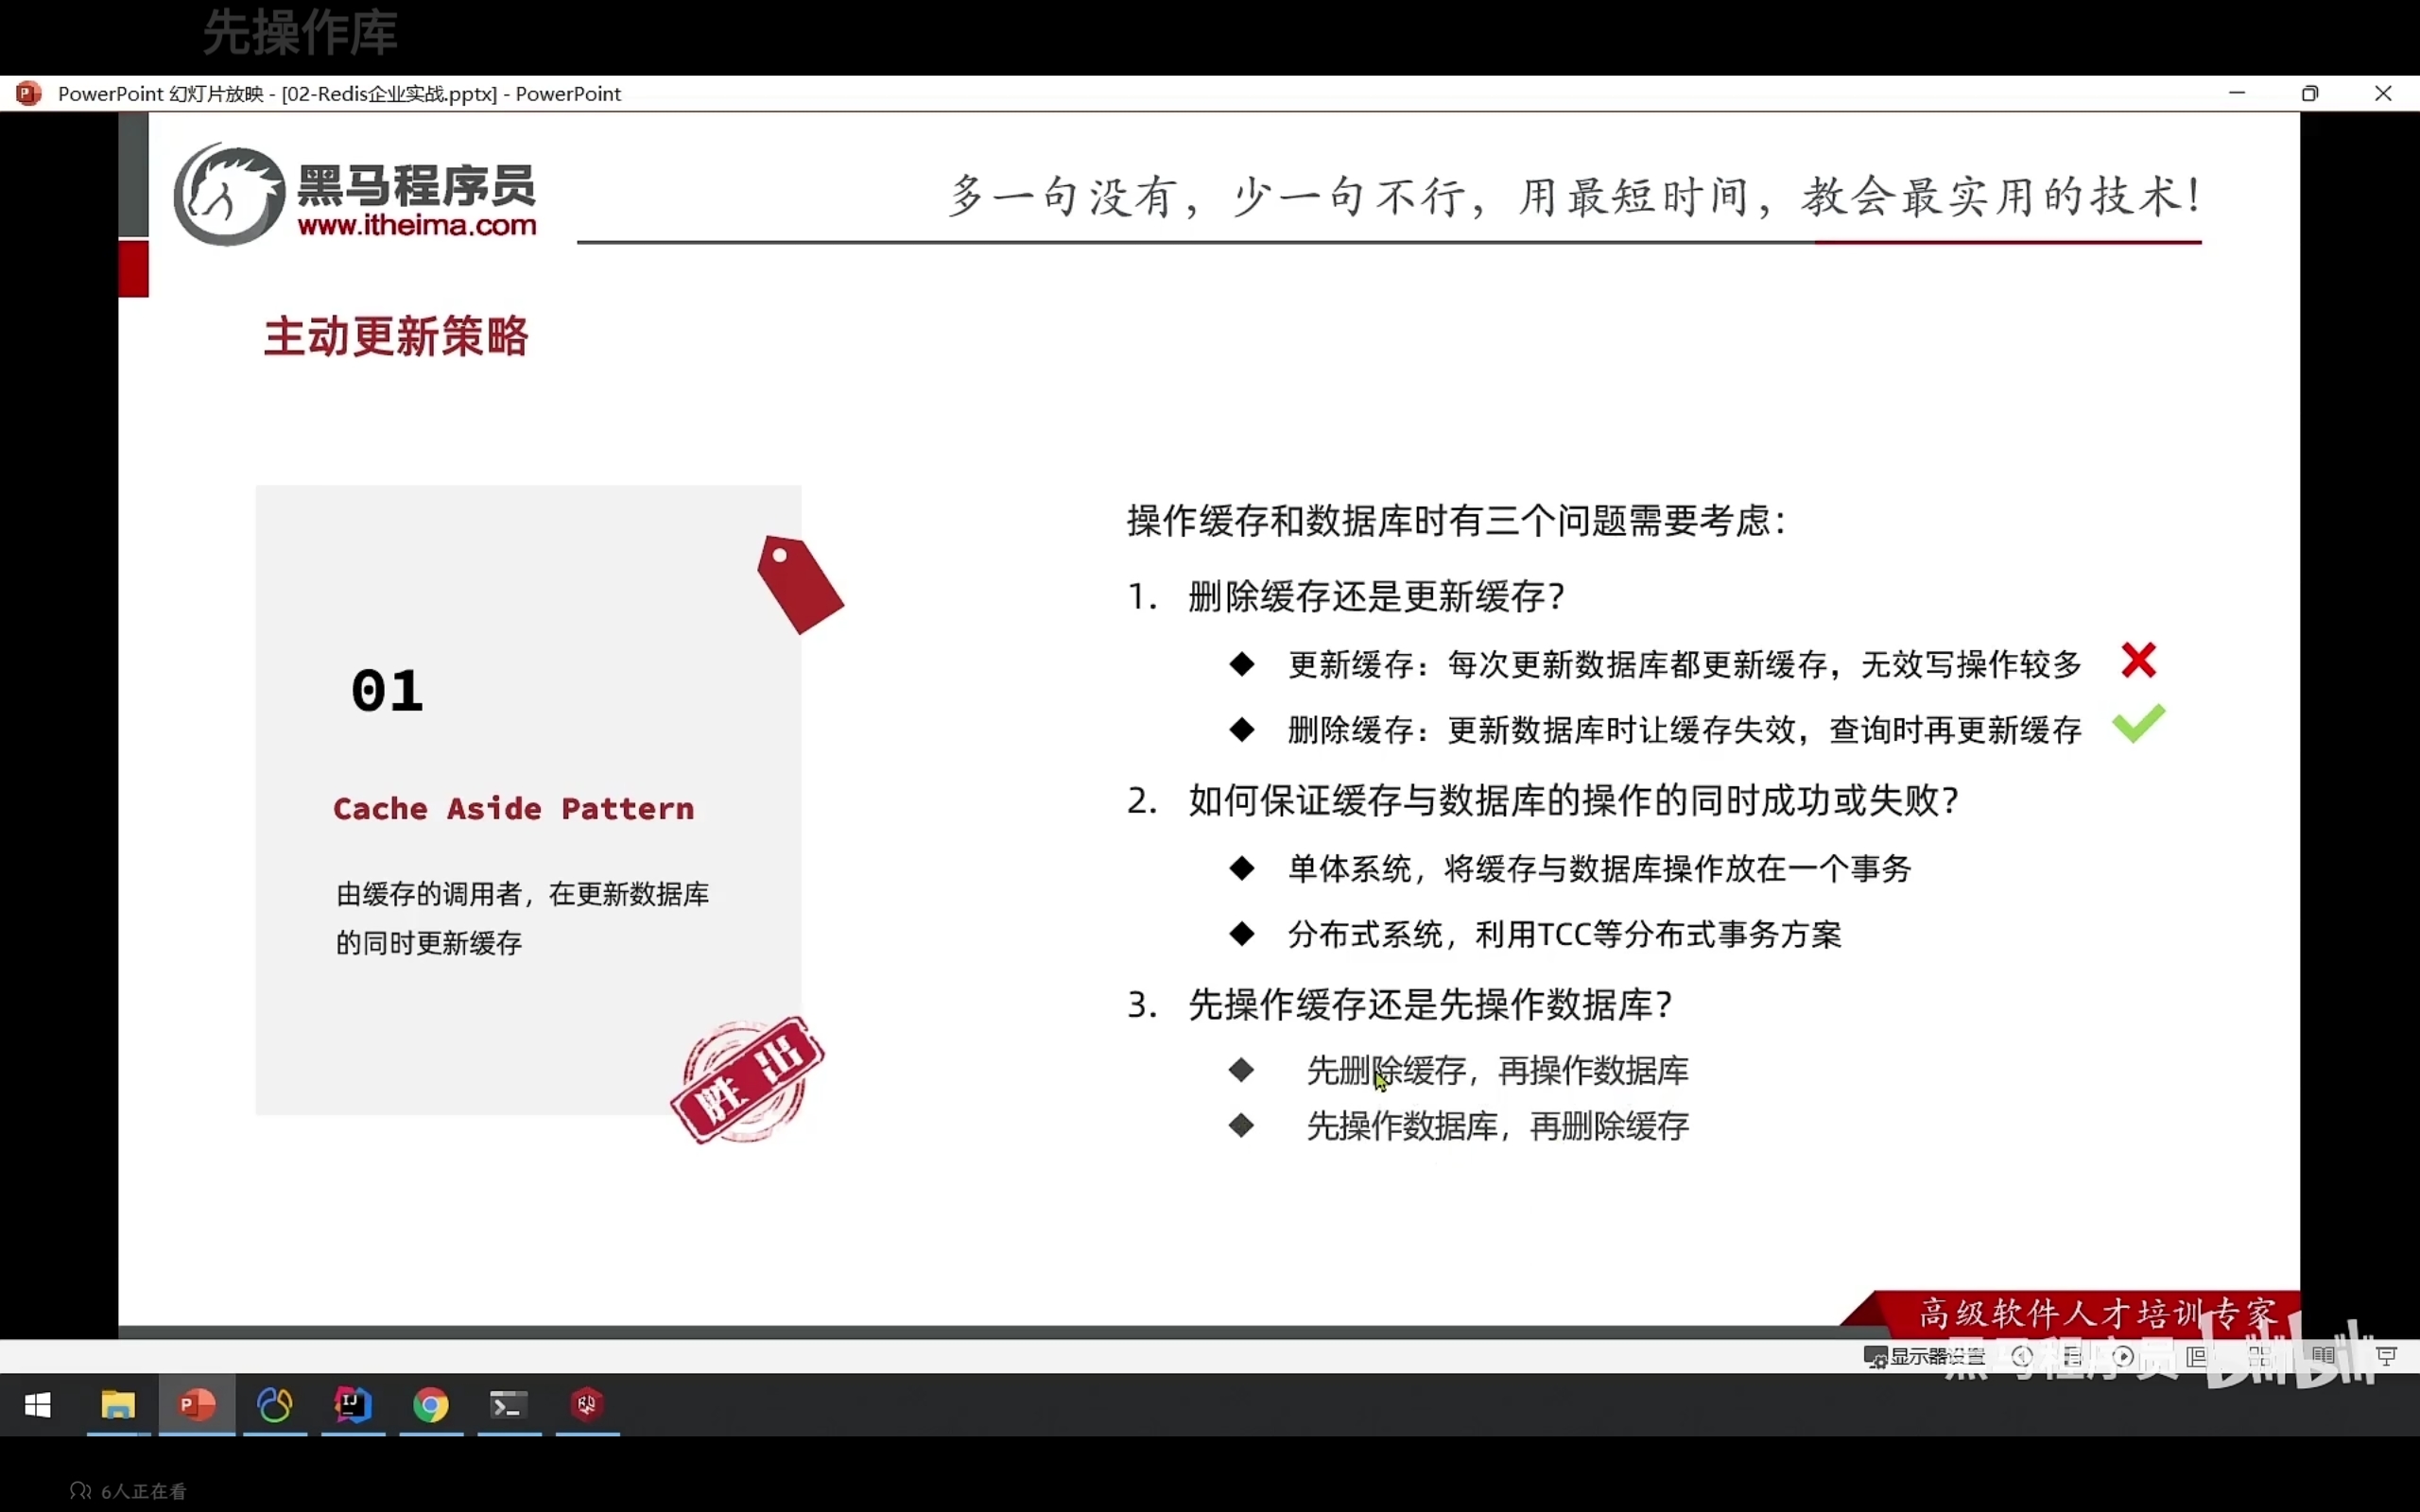 先操作库
PowerPoint 幻灯片放映 - [02-Redis企业实战.pptx] - PowerPoint
黑马程序员
www.itheima.com
多一句没有，少一句不行，用最短时间，教会最实用的技术！
主动更新策略
01
Cache Aside Pattern
由缓存的调用者，在更新数据库
的同时更新缓存
胜出
操作缓存和数据库时有三个问题需要考虑：
1. 删除缓存还是更新缓存？
◆ 更新缓存：每次更新数据库都更新缓存，无效写操作较多
◆ 删除缓存：更新数据库时让缓存失效，查询时再更新缓存
2. 如何保证缓存与数据库的操作的同时成功或失败？
◆ 单体系统，将缓存与数据库操作放在一个事务
◆ 分布式系统，利用TCC等分布式事务方案
3. 先操作缓存还是先操作数据库？
◆ 先删除缓存，再操作数据库
◆ 先操作数据库，再删除缓存
高级软件人才培训专家
黑马程序员 bilibili
显示器设置
6人正在看